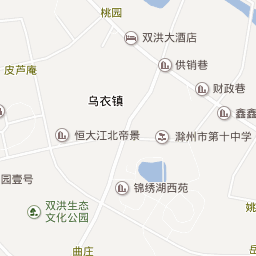 桃园
双洪大酒店
皮芦庵
供销巷
财政巷
乌衣镇
鑫鑫
恒大江北帝景
滁州市第十中学
园壹号
锦绣湖西苑
双洪生态
文化公园
姚
曲庄
岳